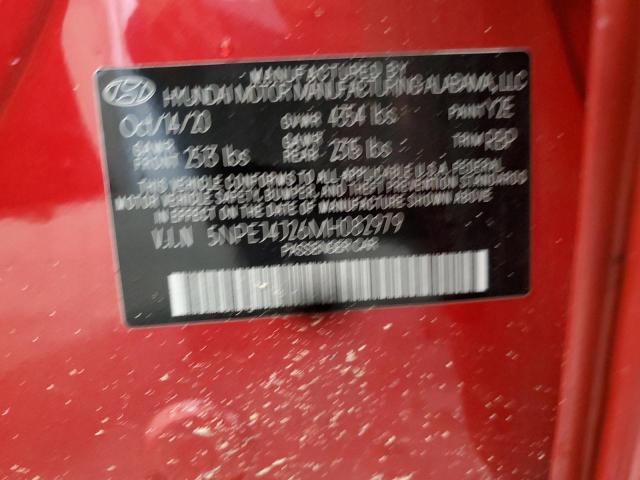 MANUFACTURED BY
HYUNDAI MOTOR MANUFACTURING ALABAMA, LLC
Oct/14/20 GVWR 4354 lbs PAINT Y2E
GAWR FRONT 2513 lbs GAWR REAR 2315 lbs TRIM RBP
THIS VEHICLE CONFORMS TO ALL APPLICABLE U.S.A. FEDERAL
MOTOR VEHICLE SAFETY, BUMPER, AND THEFT PREVENTION STANDARDS
IN EFFECT ON THE DATE OF MANUFACTURE SHOWN ABOVE
V.I.N 5NPEJ4J26MH082979
PASSENGER CAR